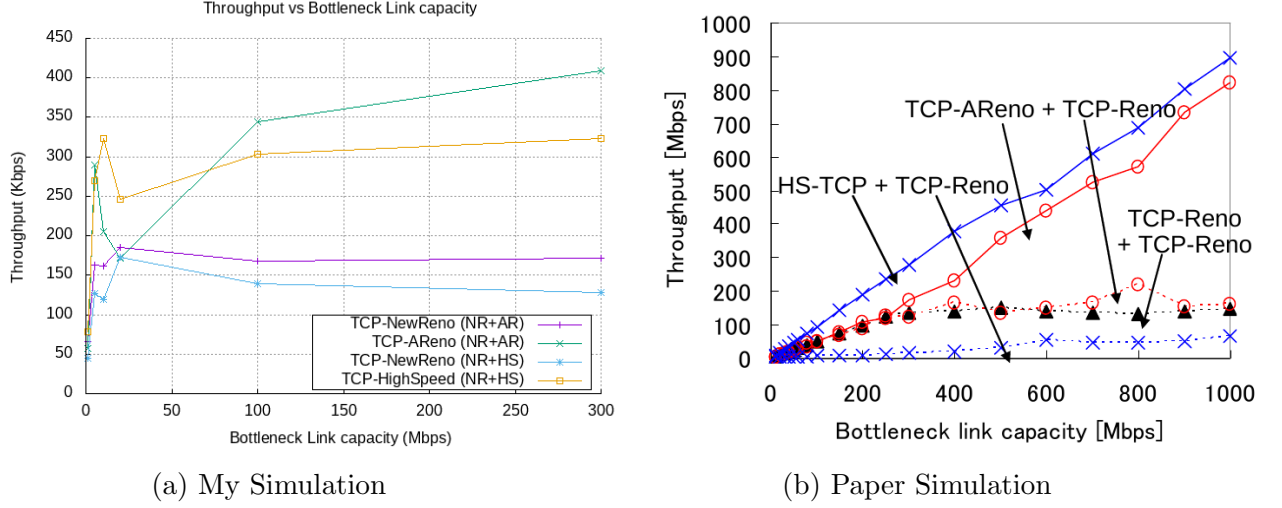 Throughput vs Bottleneck Link capacity
Throughput (Kbps)
450
400
350
300
250
200
150
100
50
0
0
50
100
150
200
250
300
Bottleneck Link capacity (Mbps)
TCP-NewReno (NR+AR)
TCP-AReno (NR+AR)
TCP-NewReno (NR+HS)
TCP-HighSpeed (NR+HS)
(a) My Simulation
Throughput [Mbps]
1000
900
800
700
600
500
400
300
200
100
0
0
200
400
600
800
1000
Bottleneck link capacity [Mbps]
TCP-AReno + TCP-Reno
HS-TCP + TCP-Reno
TCP-Reno
+ TCP-Reno
(b) Paper Simulation